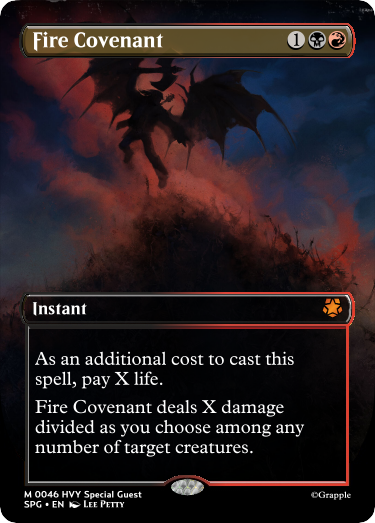 Fire Covenant 1
Instant
As an additional cost to cast this
spell, pay X life.
Fire Covenant deals X damage
divided as you choose among any
number of target creatures.
M 0046 HVY Special Guest
SPG • EN Lee Petty
©Grapple